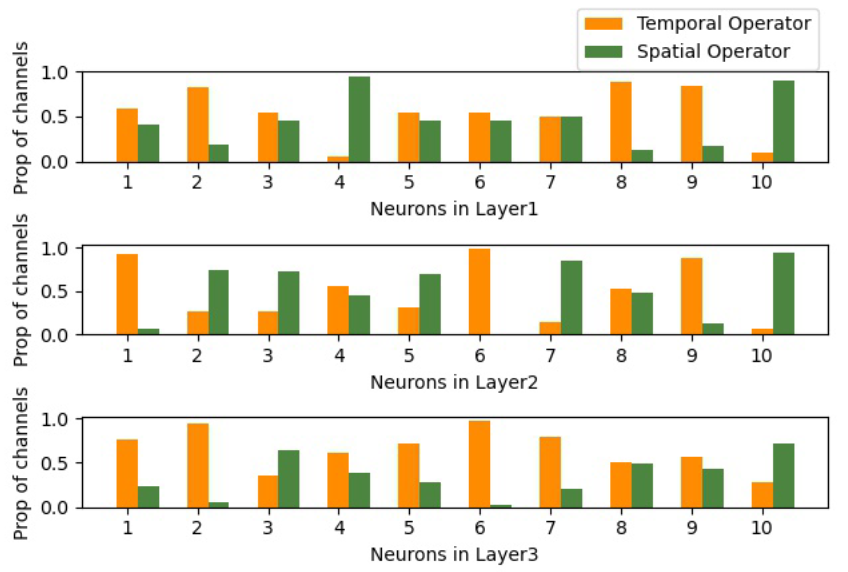 Temporal Operator
Spatial Operator
Prop of channels
1.0
0.5
0.0
1 2 3 4 5 6 7 8 9 10
Neurons in Layer1
Prop of channels
1.0
0.5
0.0
1 2 3 4 5 6 7 8 9 10
Neurons in Layer2
Prop of channels
1.0
0.5
0.0
1 2 3 4 5 6 7 8 9 10
Neurons in Layer3